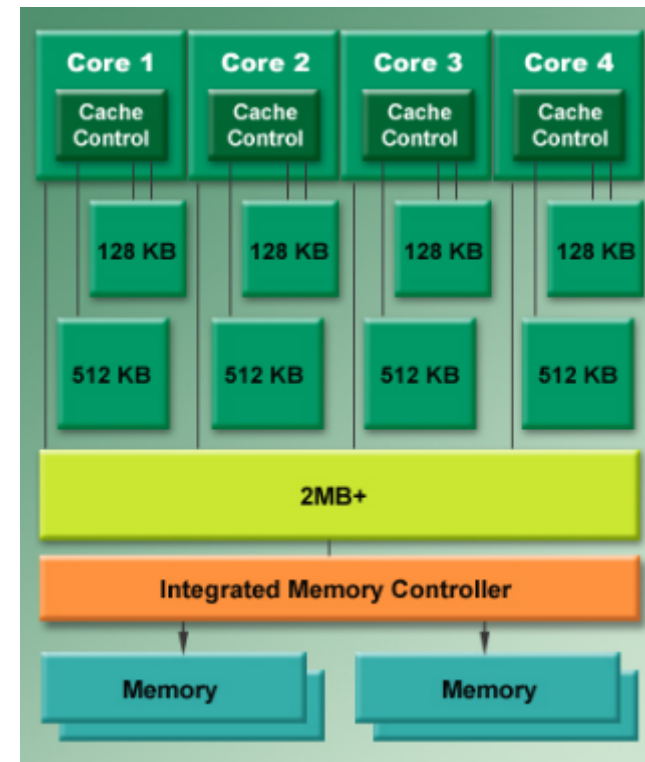 Core 1 Core 2 Core 3 Core 4
Cache Cache Cache Cache
Control Control Control Control
128 KB 128 KB 128 KB 128 KB
512 KB 512 KB 512 KB 512 KB
2MB+
Integrated Memory Controller
Memory Memory